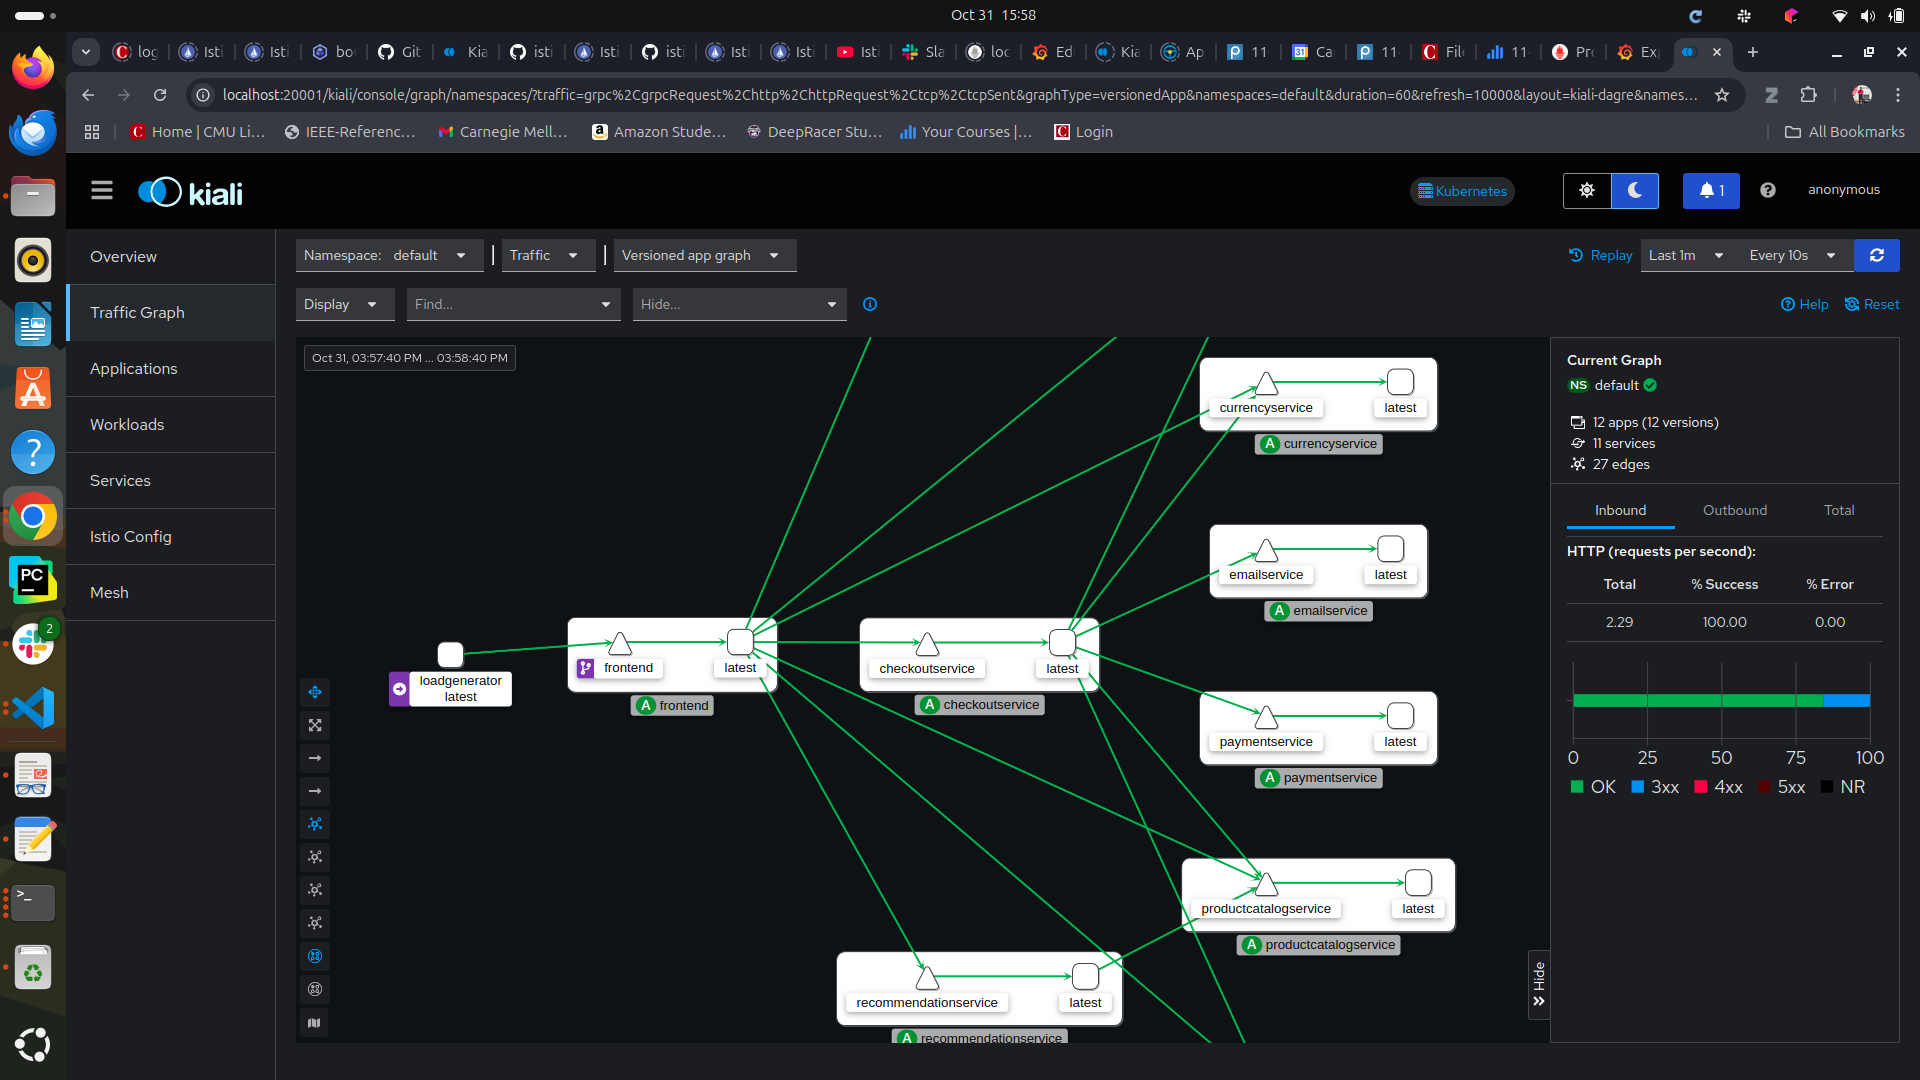 Oct 31 15:58
log
Isti
Isti
bo
Git
Kia
isti
Isti
isti
Isti
Isti
Isti
Sla
loc
Edi
Kia
Ap
11-
Ca
11-
File
11-
Pro
Exp
localhost:20001/kiali/console/graph/namespaces/?traffic=grpc%2CgrpcRequest%2Chttp%2ChttpRequest%2Ctcp%2CtcpSent&graphType=versionedApp&namespaces=default&duration=60&refresh=10000&layout=kiali-dagre&names...
Home | CMU Li...
IEEE-Referenc...
Carnegie Mell...
Amazon Stude...
DeepRacer Stu...
Your Courses |...
Login
All Bookmarks
kiali
Kubernetes
1
anonymous
Overview
Traffic Graph
Applications
Workloads
Services
Istio Config
Mesh
Namespace: default
Traffic
Versioned app graph
Replay
Last 1m
Every 10s
Display
Find...
Hide...
Help
Reset
Oct 31, 03:57:40 PM ... 03:58:40 PM
currencyservice
latest
A currencyservice
emailservice
latest
A emailservice
loadgenerator
latest
frontend
latest
A frontend
checkoutservice
latest
A checkoutservice
paymentservice
latest
A paymentservice
productcatalogservice
latest
A productcatalogservice
recommendationservice
latest
A recommendationservice
Hide
Current Graph
NS default
12 apps (12 versions)
11 services
27 edges
Inbound
Outbound
Total
HTTP (requests per second):
Total
% Success
% Error
2.29
100.00
0.00
0
25
50
75
100
OK
3xx
4xx
5xx
NR
PC
2